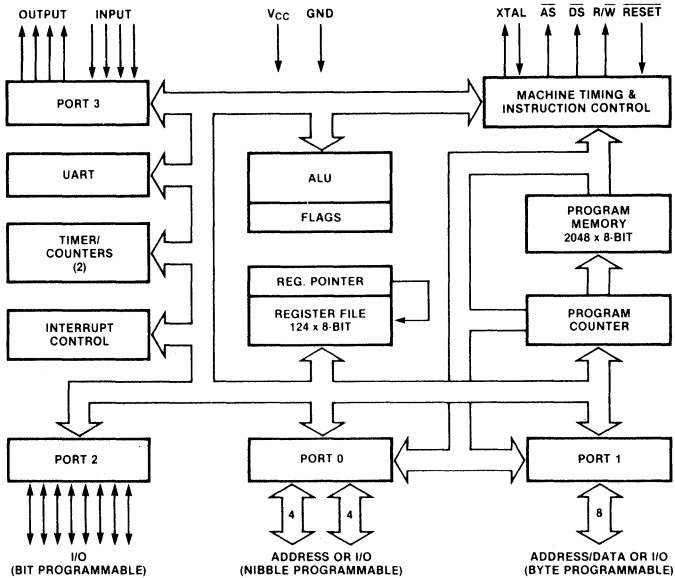 OUTPUT INPUT VCC GND XTAL AS DS R/W RESET
PORT 3
MACHINE TIMING &
INSTRUCTION CONTROL
UART
ALU
FLAGS
TIMER/
COUNTERS
(2)
PROGRAM
MEMORY
2048 x 8-BIT
REG. POINTER
REGISTER FILE
124 x 8-BIT
INTERRUPT
CONTROL
PROGRAM
COUNTER
PORT 2
PORT 0
PORT 1
4 4 8
I/O
(BIT PROGRAMMABLE)
ADDRESS OR I/O
(NIBBLE PROGRAMMABLE)
ADDRESS/DATA OR I/O
(BYTE PROGRAMMABLE)